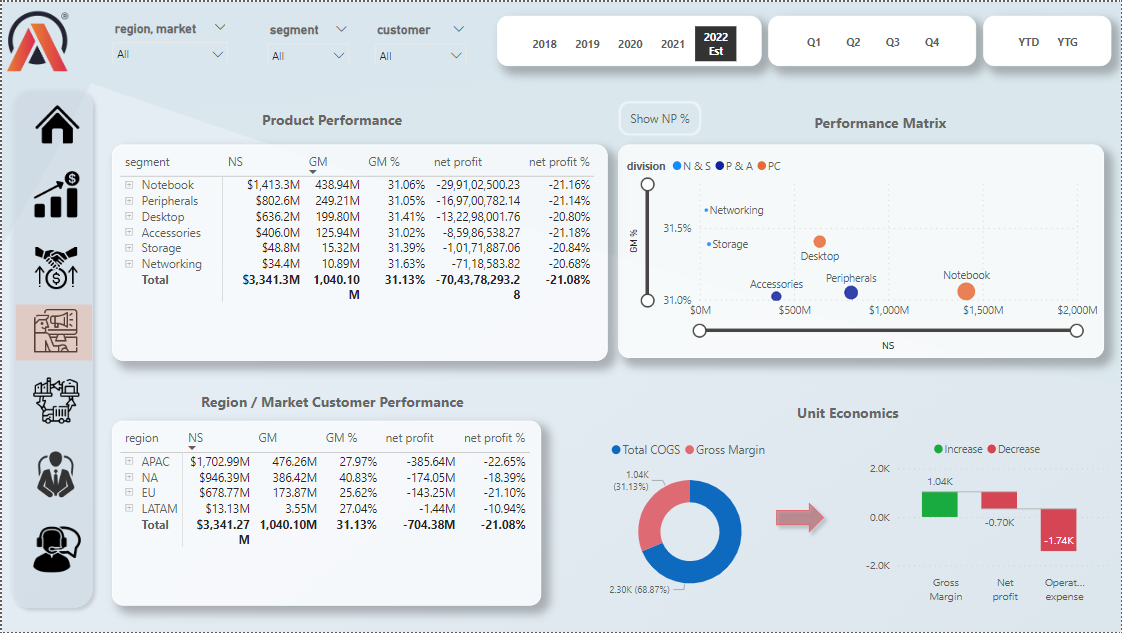 ®
region, market
All
segment
All
customer
All
2018 2019 2020 2021 2022 Est
Q1 Q2 Q3 Q4
YTD YTG
Product Performance
segment NS GM GM % net profit net profit %
Notebook $1,413.3M 438.94M 31.06% -29,91,02,500.23 -21.16%
Peripherals $802.6M 249.21M 31.05% -16,97,00,782.14 -21.14%
Desktop $636.2M 199.80M 31.41% -13,22,98,001.76 -20.80%
Accessories $406.0M 125.94M 31.02% -8,59,86,538.27 -21.18%
Storage $48.8M 15.32M 31.39% -1,01,71,887.06 -20.84%
Networking $34.4M 10.89M 31.63% -71,18,583.82 -20.68%
Total $3,341.3M 1,040.10 31.13% -70,43,78,293.2 -21.08%
M 8
Show NP %
Performance Matrix
division N & S P & A PC
GM %
31.5%
31.0%
Networking
Storage
Desktop
Accessories
Peripherals
Notebook
$0M $500M $1,000M $1,500M $2,000M
NS
Region / Market Customer Performance
region NS GM GM % net profit net profit %
APAC $1,702.99M 476.26M 27.97% -385.64M -22.65%
NA $946.39M 386.42M 40.83% -174.05M -18.39%
EU $678.77M 173.87M 25.62% -143.25M -21.10%
LATAM $13.13M 3.55M 27.04% -1.44M -10.94%
Total $3,341.27 1,040.10M 31.13% -704.38M -21.08%
M
Unit Economics
Total COGS Gross Margin
1.04K
(31.13%)
2.30K (68.87%)
Increase Decrease
2.0K
0.0K
-2.0K
1.04K
-0.70K
-1.74K
Gross Margin
Net profit
Operat... expense